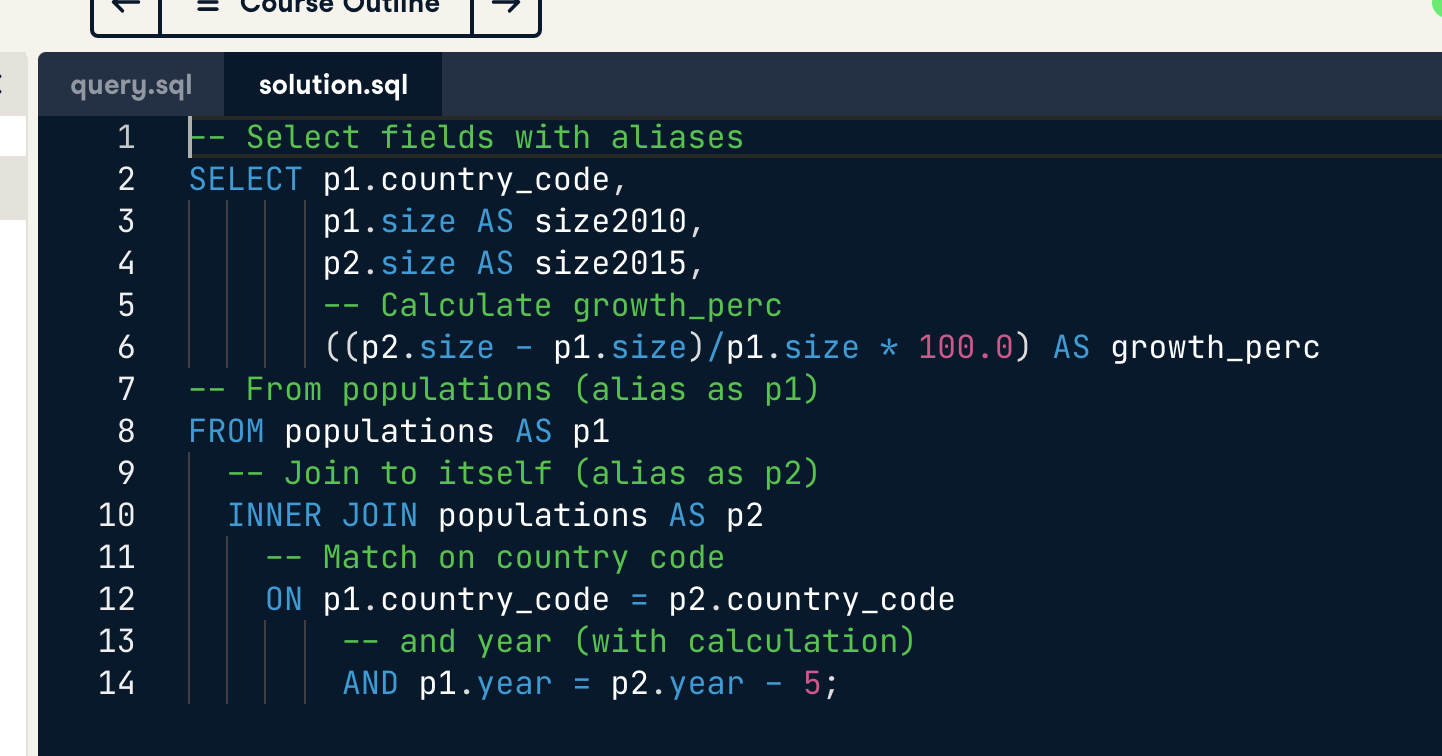 ← ≡ Course Outline →
query.sql solution.sql
1 -- Select fields with aliases
2 SELECT p1.country_code,
3 p1.size AS size2010,
4 p2.size AS size2015,
5 -- Calculate growth_perc
6 ((p2.size - p1.size)/p1.size * 100.0) AS growth_perc
7 -- From populations (alias as p1)
8 FROM populations AS p1
9 -- Join to itself (alias as p2)
10 INNER JOIN populations AS p2
11 -- Match on country code
12 ON p1.country_code = p2.country_code
13 -- and year (with calculation)
14 AND p1.year = p2.year - 5;